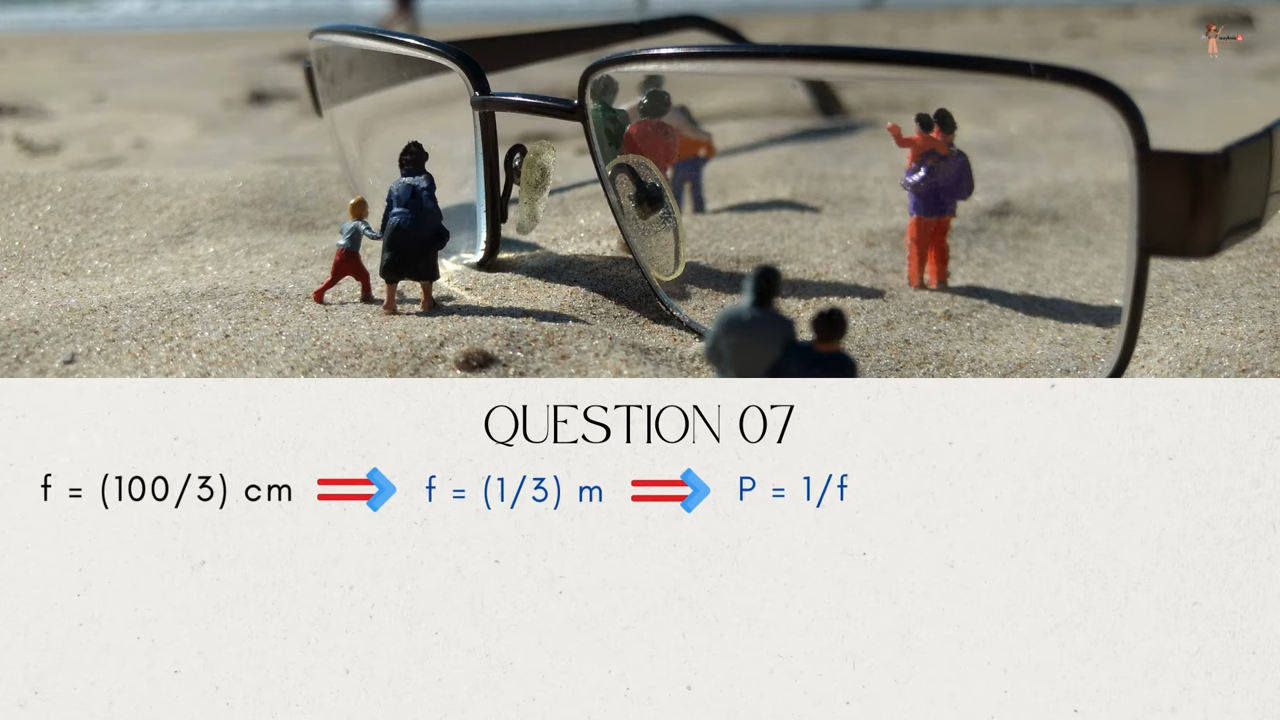 QUESTION 07
f = (100/3) cm ⇒ f = (1/3) m ⇒ P = 1/f